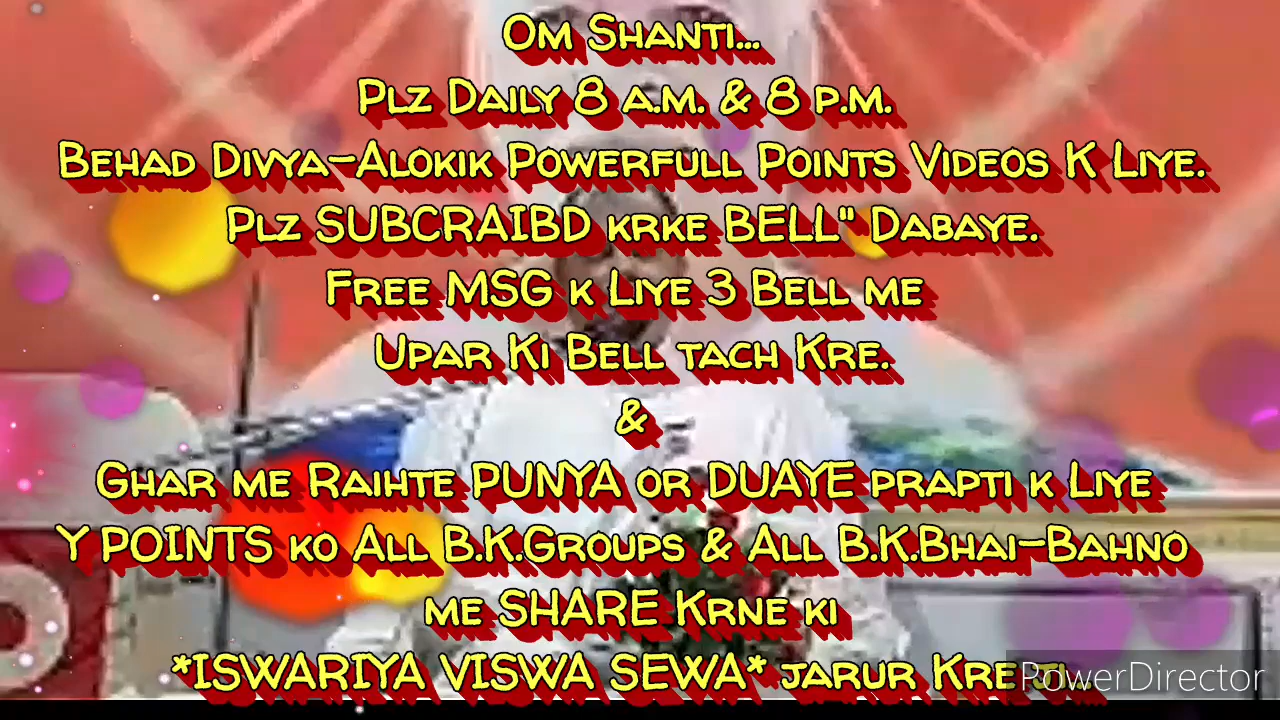 Om Shanti...
Plz Daily 8 a.m. & 8 p.m.
Behad Divya-Alokik Powerfull Points Videos K Liye.
Plz SUBCRAIBD krke BELL" Dabaye.
Free MSG k Liye 3 Bell me
Upar Ki Bell tach Kre.
&
Ghar me Raihte PUNYA or DUAYE prapti k Liye
Y POINTS ko All B.K.Groups & All B.K.Bhai-Bahno
me SHARE Krne ki
*ISWARIYA VISWA SEWA* jarur Kre ji...
PowerDirector